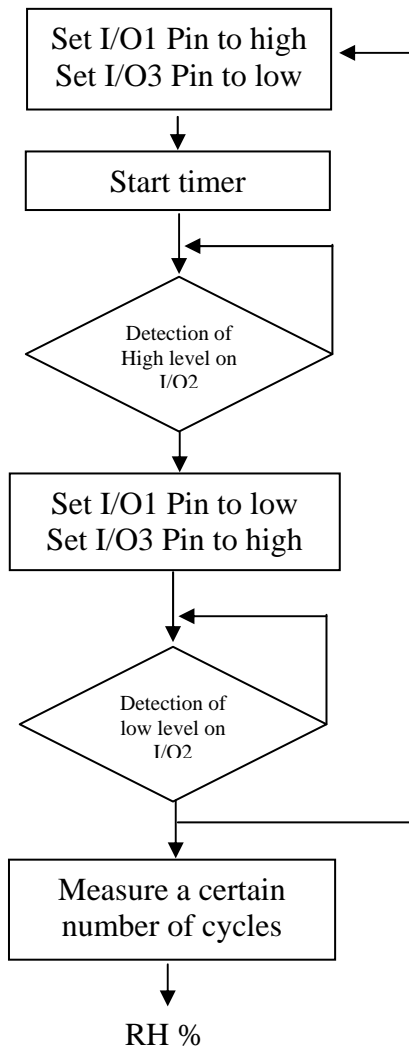 Set I/O1 Pin to high
Set I/O3 Pin to low
Start timer
Detection of
High level on
I/O2
Set I/O1 Pin to low
Set I/O3 Pin to high
Detection of
low level on
I/O2
Measure a certain
number of cycles
RH %